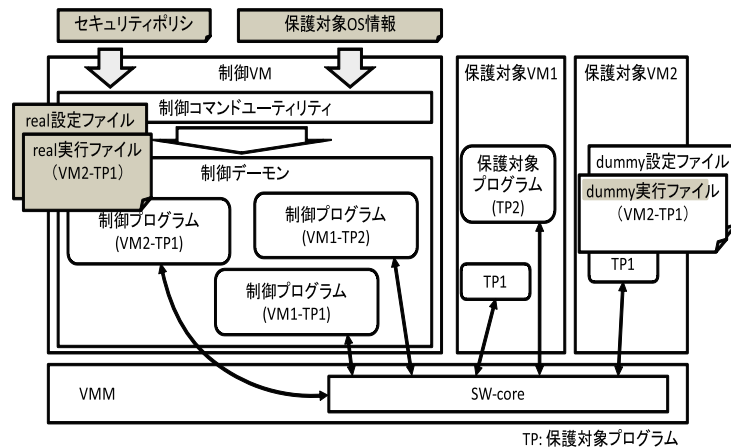 セキュリティポリシ
保護対象OS情報
制御VM
保護対象VM1
保護対象VM2
制御コマンドユーティリティ
real設定ファイル
real実行ファイル
(VM2-TP1)
制御デーモン
制御プログラム
(VM2-TP1)
制御プログラム
(VM1-TP2)
制御プログラム
(VM1-TP1)
保護対象
プログラム
(TP2)
TP1
dummy設定ファイル
dummy実行ファイル
(VM2-TP1)
TP1
VMM
SW-core
TP: 保護対象プログラム